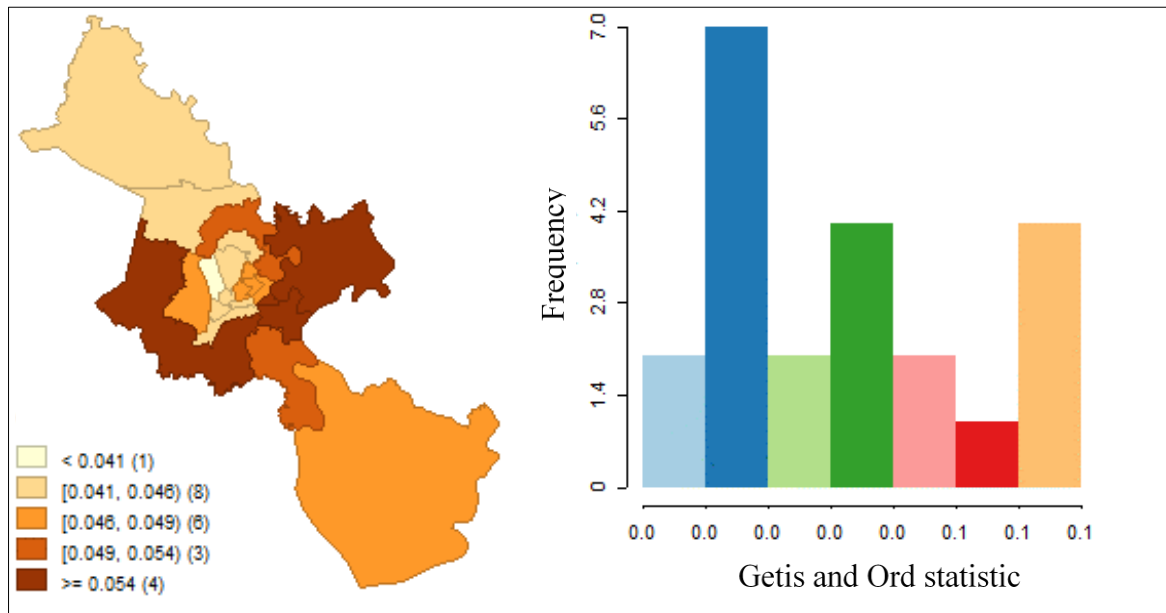 < 0.041 (1)
[0.041, 0.046) (8)
[0.046, 0.049) (6)
[0.049, 0.054) (3)
>= 0.054 (4)
Frequency
7.0
5.6
4.2
2.8
1.4
0
0.0 0.0 0.0 0.0 0.0 0.1 0.1 0.1
Getis and Ord statistic